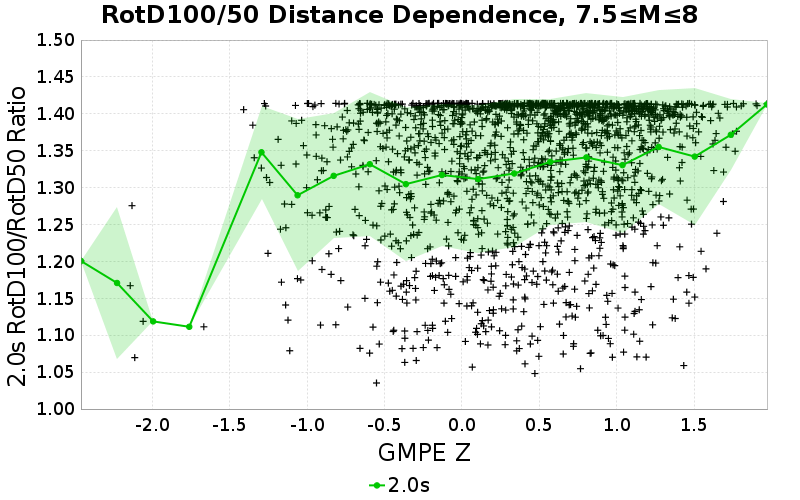 RotD100/50 Distance Dependence, 7.5≤M≤8
1.50
1.45
1.40
1.35
1.30
1.25
1.20
1.15
1.10
1.05
1.00
2.0s RotD100/RotD50 Ratio
-2.0 -1.5 -1.0 -0.5 0.0 0.5 1.0 1.5
GMPE Z
2.0s